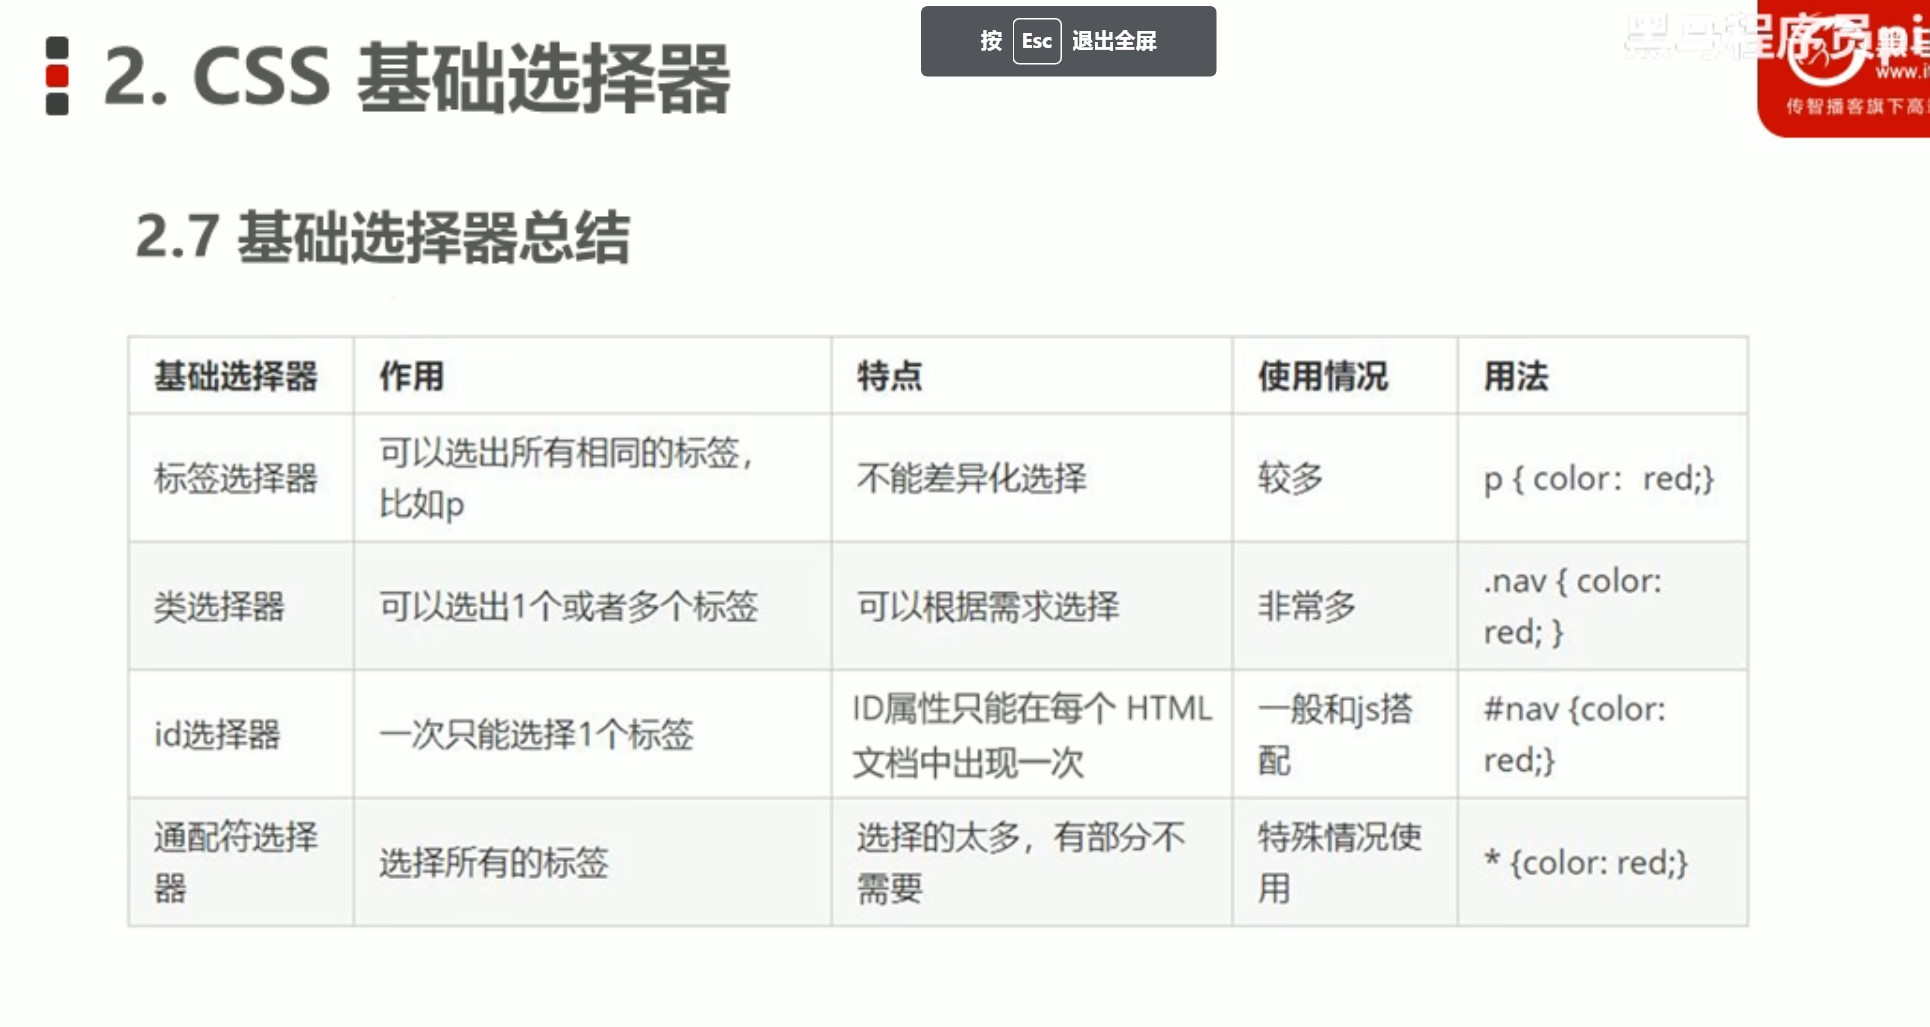 按 Esc 退出全屏
2. CSS 基础选择器
黑马程序员pi
www.i
传智播客旗下高
2.7 基础选择器总结
基础选择器 作用 特点 使用情况 用法
标签选择器 可以选出所有相同的标签， 不能差异化选择 较多 p { color：red;}
比如p
类选择器 可以选出1个或者多个标签 可以根据需求选择 非常多 .nav { color:
red; }
id选择器 一次只能选择1个标签 ID属性只能在每个 HTML 一般和js搭 #nav {color:
文档中出现一次 配 red;}
通配符选择 选择所有的标签 选择的太多，有部分不 特殊情况使 * {color: red;}
器 需要 用